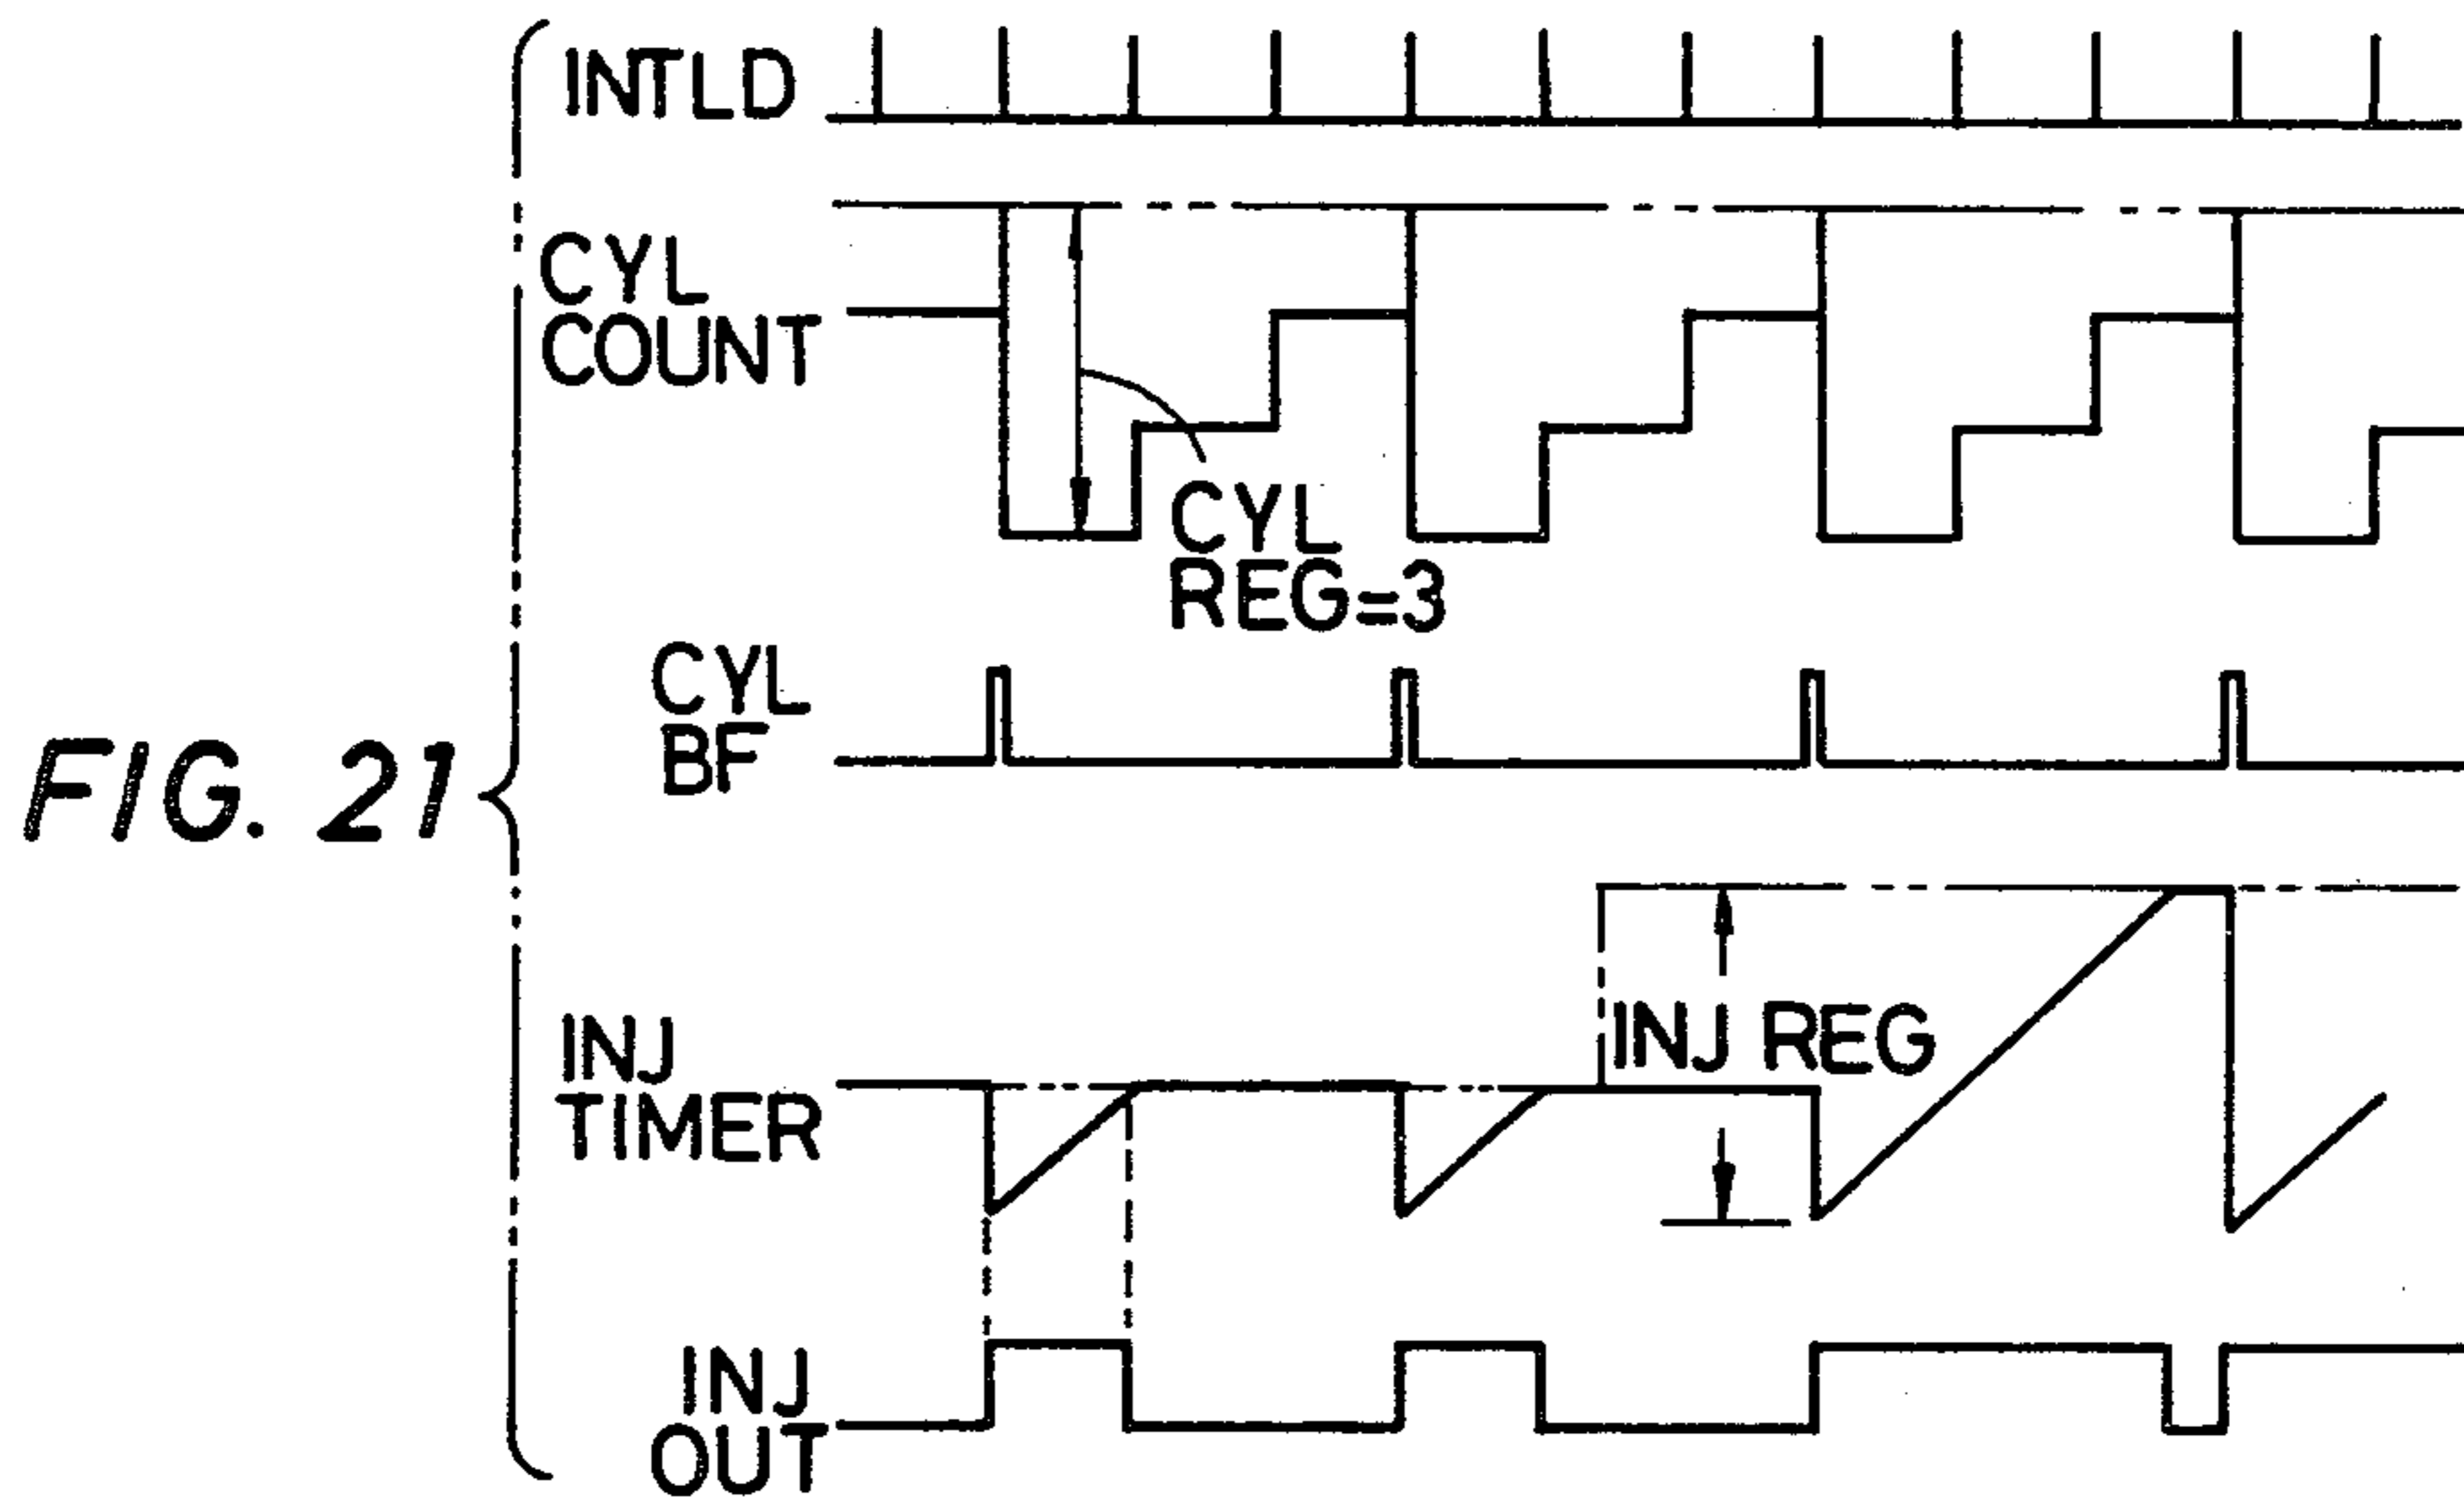 INTLD
CYL
COUNT
CYL
REG=3
CYL
BF
FIG. 21
INJ REG
INJ
TIMER
INJ
OUT